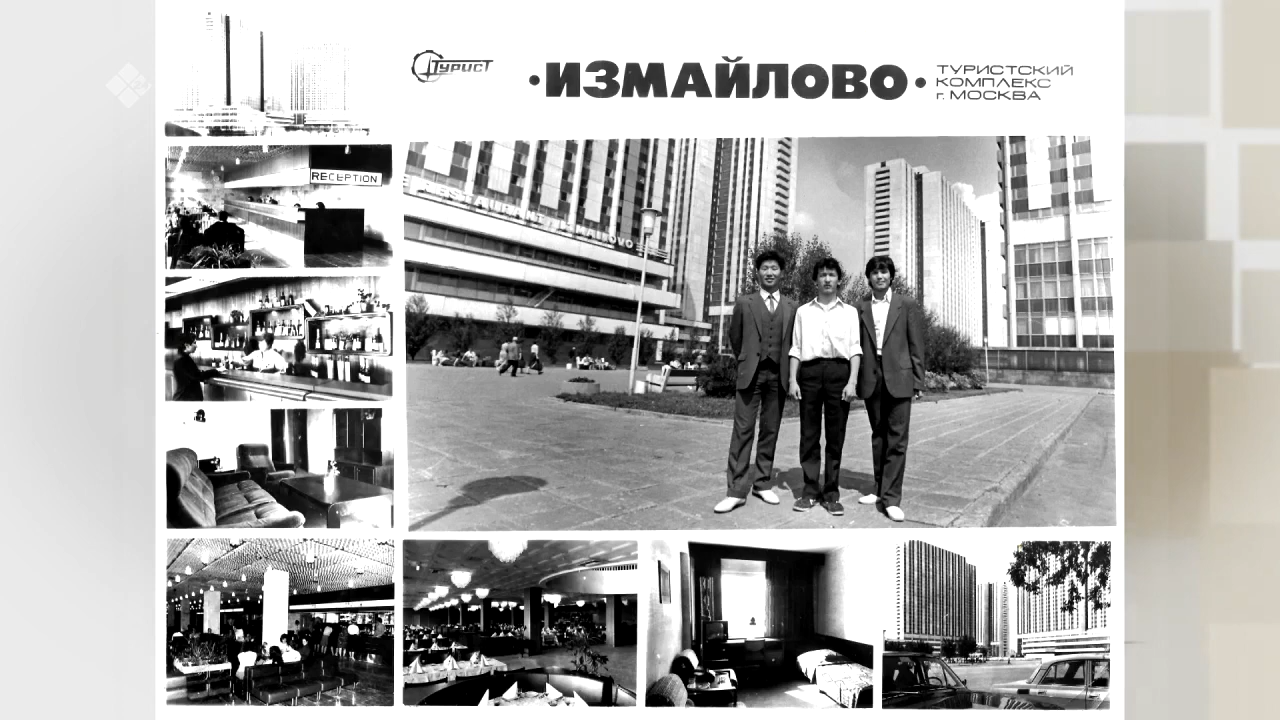 Турист
•ИЗМАЙЛОВО•
ТУРИСТСКИЙ
КОМПЛЕКС
г. МОСКВА
RECEPTION